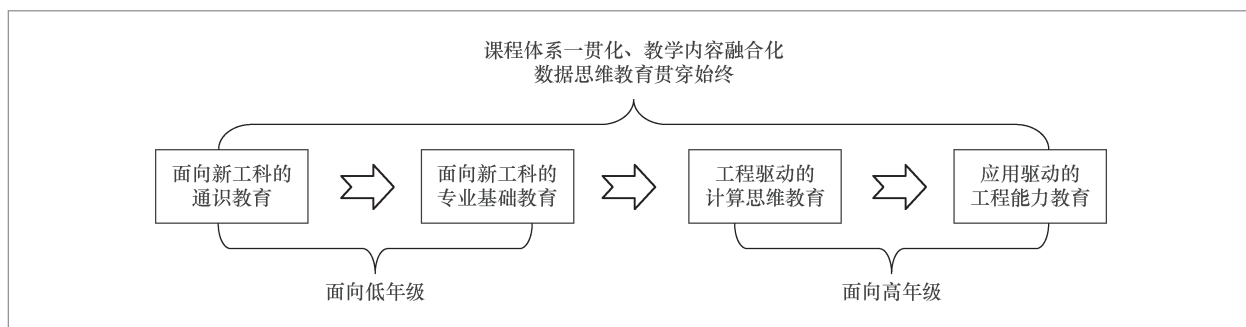 课程体系一贯化、教学内容融合化
数据思维教育贯穿始终
面向新工科的
通识教育
面向新工科的
专业基础教育
工程驱动的
计算思维教育
应用驱动的
工程能力教育
面向低年级
面向高年级